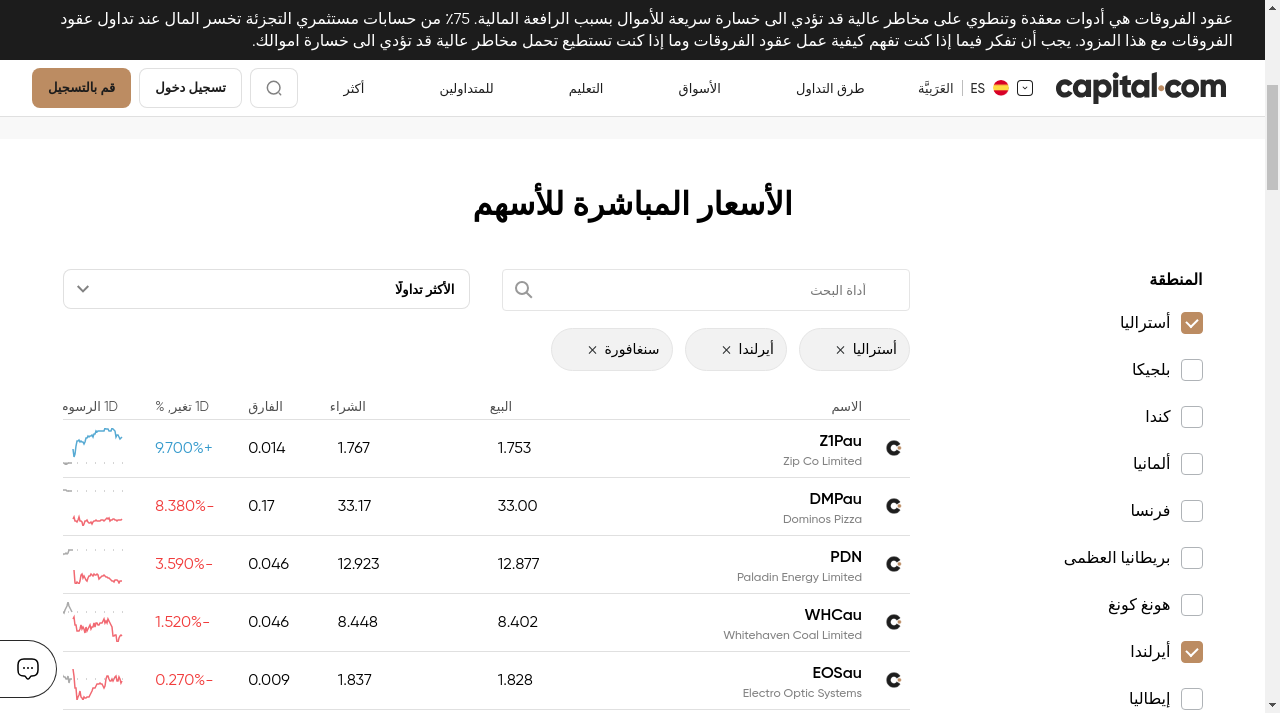 عقود الفروقات هي أدوات معقدة وتنطوي على مخاطر عالية قد تؤدي الى خسارة سريعة للأموال بسبب الرافعة المالية. 75٪ من حسابات مستثمري التجزئة تخسر المال عند تداول عقود
الفروقات مع هذا المزود. يجب أن تفكر فيما إذا كنت تفهم كيفية عمل عقود الفروقات وما إذا كنت تستطيع تحمل مخاطر عالية قد تؤدي الى خسارة اموالك.
capital.com
ES
العَرَبيَّة
طرق التداول
الأسواق
التعليم
للمتداولين
أكثر
تسجيل دخول
قم بالتسجيل
الأسعار المباشرة للأسهم
المنطقة
أستراليا
بلجيكا
كندا
ألمانيا
فرنسا
بريطانيا العظمى
هونغ كونغ
أيرلندا
إيطاليا
أداة البحث
الأكثر تداولًا
أستراليا ×
أيرلندا ×
سنغافورة ×
الاسم البيع الشراء الفارق 1D تغير, % 1D الرسوم
Z1Pau 1.753 1.767 0.014 +9.700%
Zip Co Limited
DMPau 33.00 33.17 0.17 -8.380%
Dominos Pizza
PDN 12.877 12.923 0.046 -3.590%
Paladin Energy Limited
WHCau 8.402 8.448 0.046 -1.520%
Whitehaven Coal Limited
EOSau 1.828 1.837 0.009 -0.270%
Electro Optic Systems